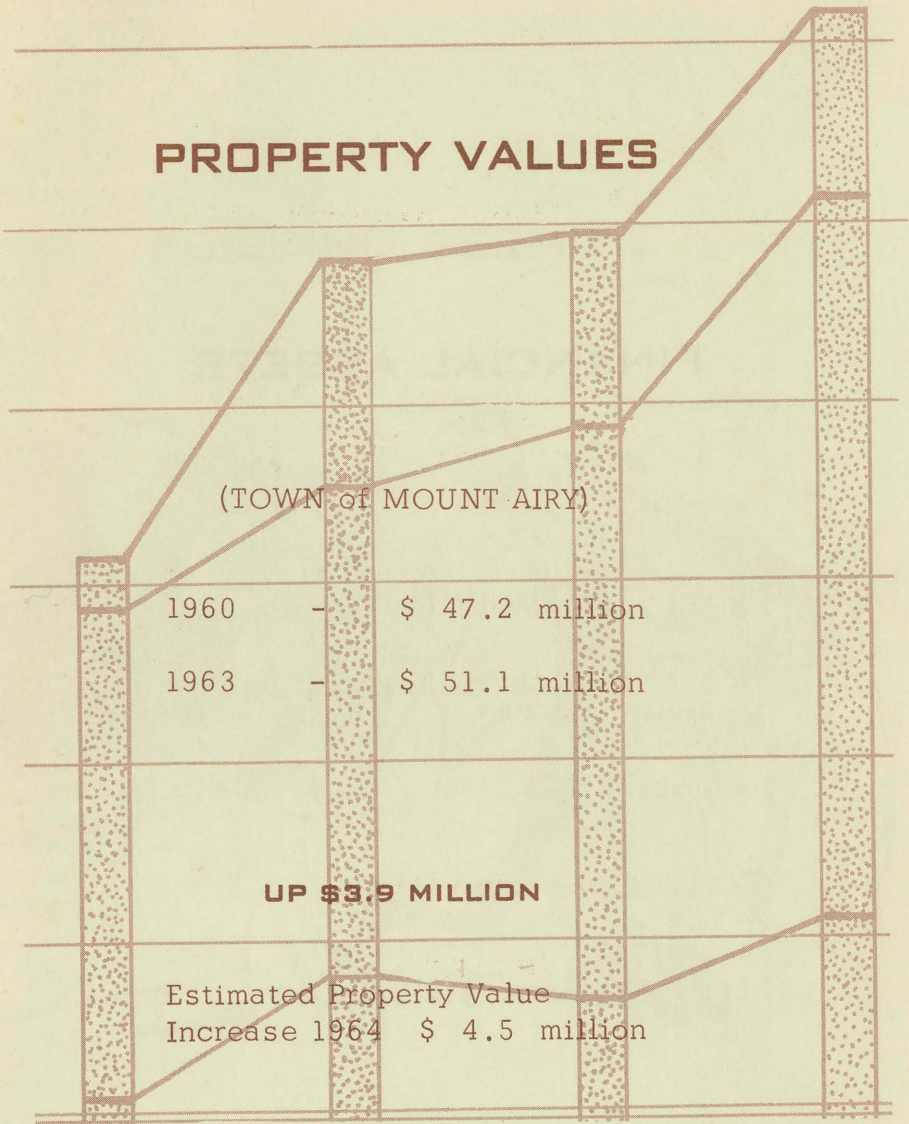 PROPERTY VALUES
(TOWN of MOUNT AIRY)
1960 - $ 47.2 million
1963 - $ 51.1 million
UP $3.9 MILLION
Estimated Property Value
Increase 1964 $ 4.5 million